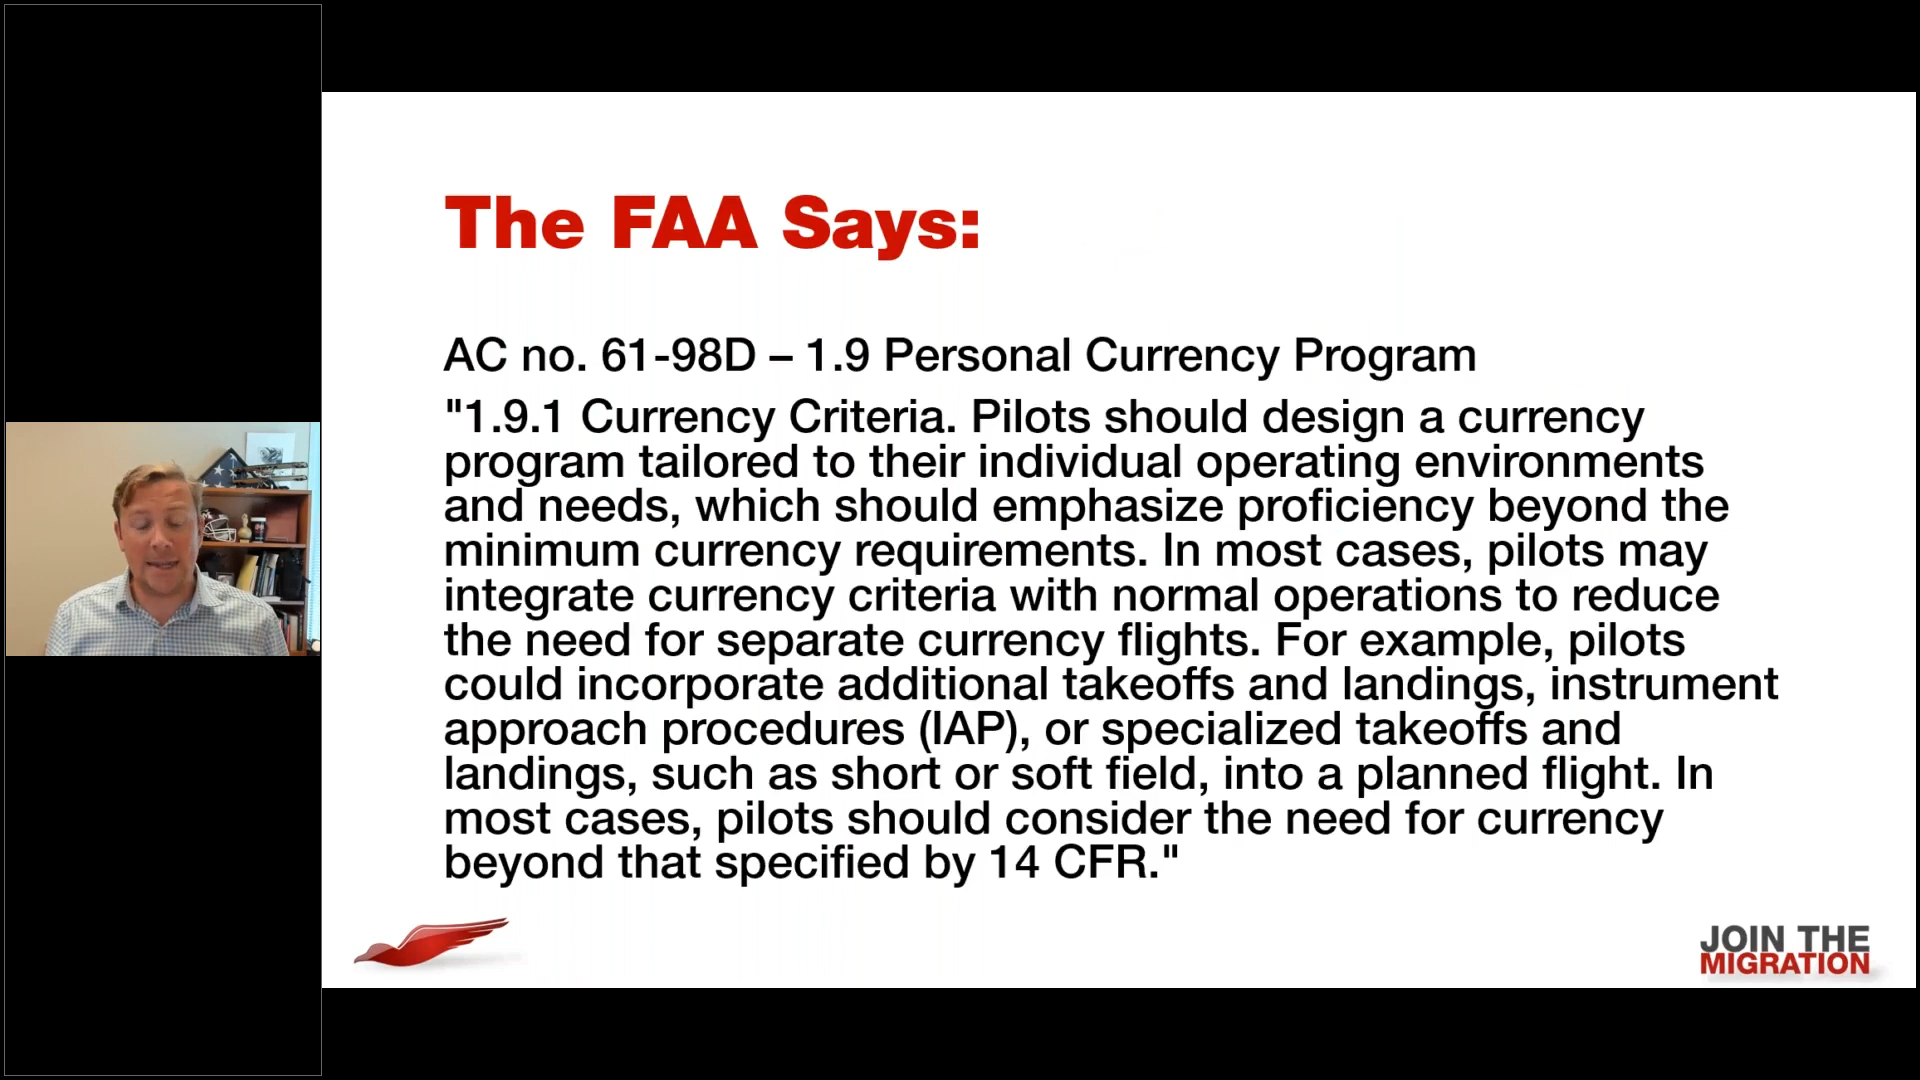 The FAA Says:
AC no. 61-98D – 1.9 Personal Currency Program
"1.9.1 Currency Criteria. Pilots should design a currency
program tailored to their individual operating environments
and needs, which should emphasize proficiency beyond the
minimum currency requirements. In most cases, pilots may
integrate currency criteria with normal operations to reduce
the need for separate currency flights. For example, pilots
could incorporate additional takeoffs and landings, instrument
approach procedures (IAP), or specialized takeoffs and
landings, such as short or soft field, into a planned flight. In
most cases, pilots should consider the need for currency
beyond that specified by 14 CFR."
JOIN THE
MIGRATION